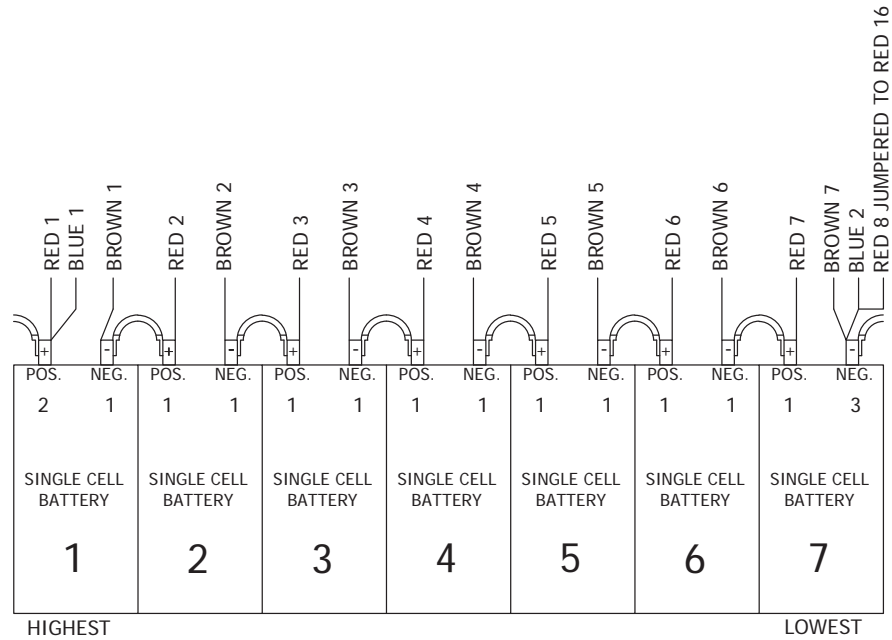 RED 1
BLUE 1
BROWN 1
RED 2
BROWN 2
RED 3
BROWN 3
RED 4
BROWN 4
RED 5
BROWN 5
RED 6
BROWN 6
RED 7
BROWN 7
BLUE 2
RED 8 JUMPERED TO RED 16
+ - + - + - + - + - + - + -
POS. NEG. POS. NEG. POS. NEG. POS. NEG. POS. NEG. POS. NEG. POS. NEG.
2 1 1 1 1 1 1 1 1 1 1 1 1 3
SINGLE CELL SINGLE CELL SINGLE CELL SINGLE CELL SINGLE CELL SINGLE CELL SINGLE CELL
BATTERY BATTERY BATTERY BATTERY BATTERY BATTERY BATTERY
1 2 3 4 5 6 7
HIGHEST LOWEST